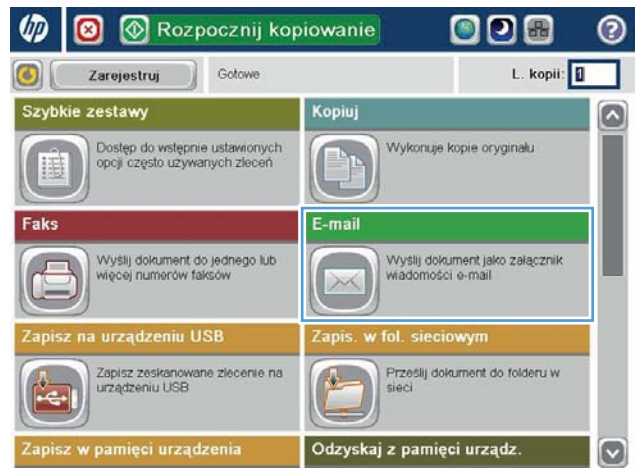 hp
Rozpocznij kopiowanie
?
Zarejestruj
Gotowe
L. kopii: 1
Szybkie zestawy
Dostęp do wstępnie ustawionych
opcji często używanych zleceń
Kopiuj
Wykonuje kopie oryginału
Faks
Wyślij dokument do jednego lub
więcej numerów faksów
E-mail
Wyślij dokument jako załącznik
wiadomości e-mail
Zapisz na urządzeniu USB
Zapisz zeskanowane zlecenie na
urządzeniu USB
Zapis. w fol. sieciowym
Prześlij dokument do folderu w
sieci
Zapisz w pamięci urządzenia
Odzyskaj z pamięci urządz.